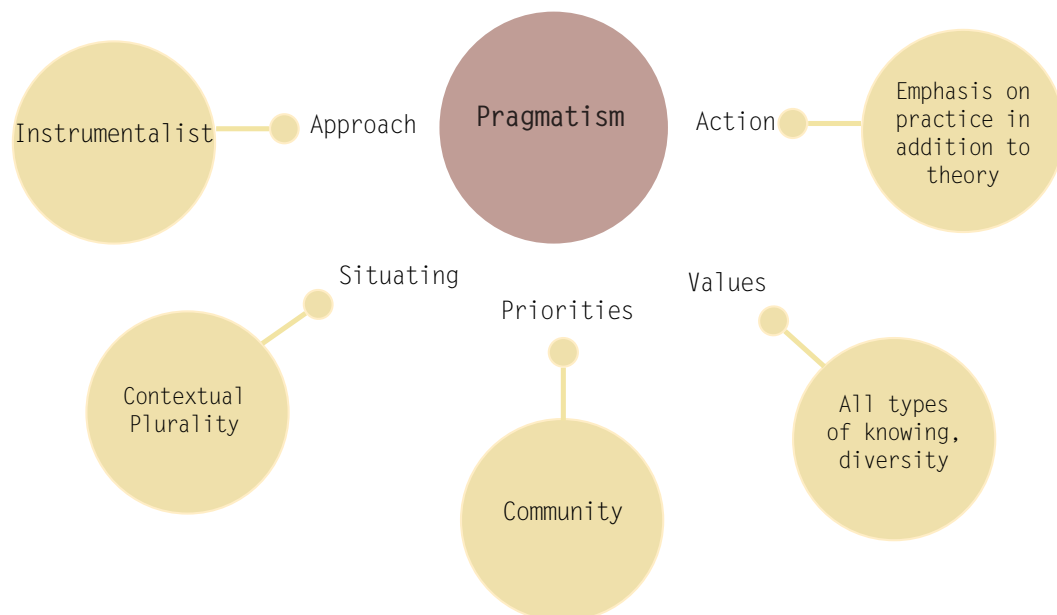 Pragmatism
Instrumentalist
Approach
Action
Emphasis on
practice in
addition to
theory
Situating
Contextual
Plurality
Priorities
Community
Values
All types
of knowing,
diversity